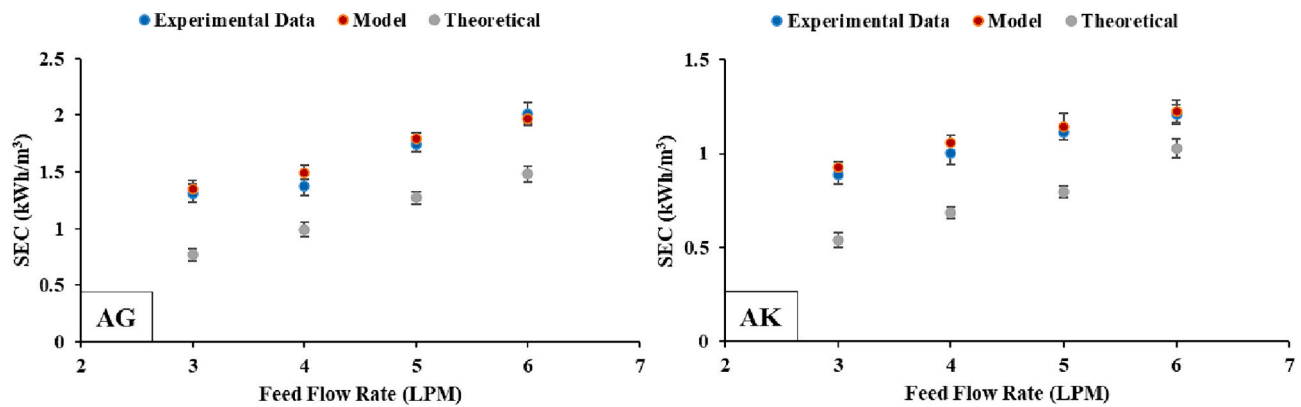 Experimental Data Model Theoretical
2.5
2
1.5
1
0.5
0
SEC (kWh/m³)
AG
2 3 4 5 6 7
Feed Flow Rate (LPM)
Experimental Data Model Theoretical
1.5
1
0.5
0
SEC (kWh/m³)
AK
2 3 4 5 6 7
Feed Flow Rate (LPM)